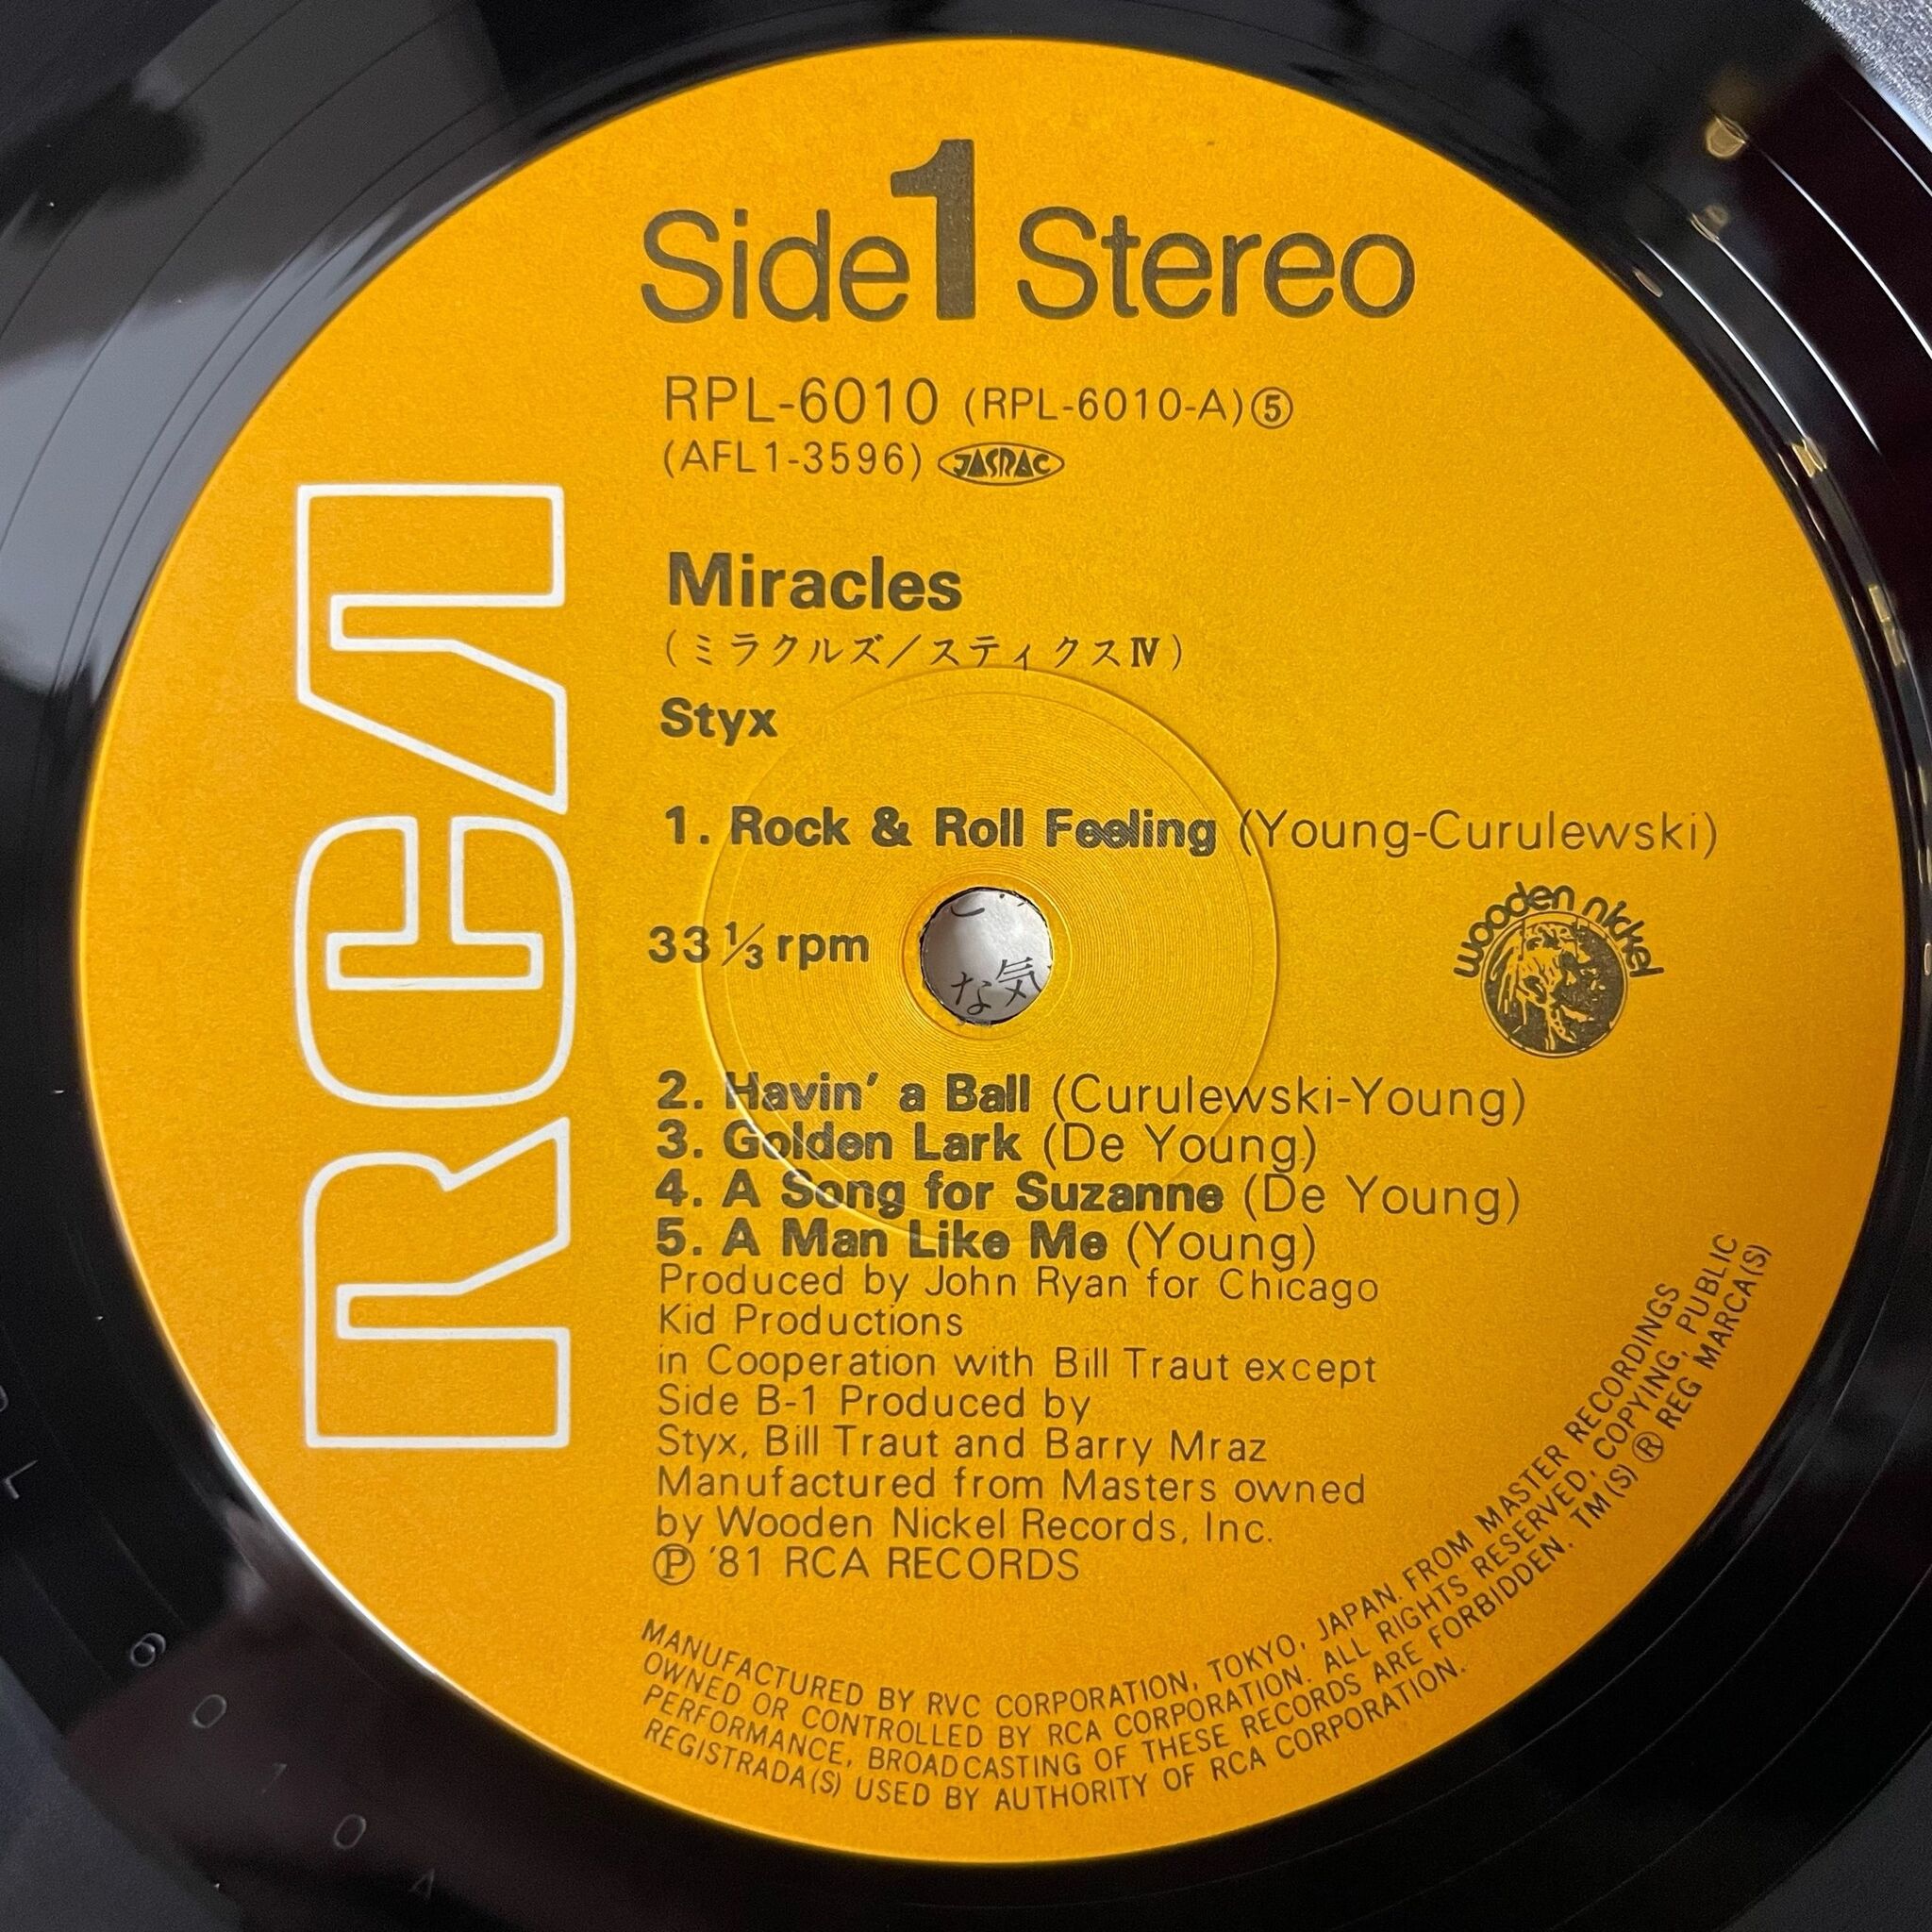 Side 1 Stereo
RPL-6010 (RPL-6010-A)⑤
(AFL1-3596) JASRAC
RCA
Miracles
(ミラクルズ/スティクスⅣ)
Styx
1. Rock & Roll Feeling (Young-Curulewski)
wooden nickel
33⅓ rpm
な気
2. Havin' a Ball (Curulewski-Young)
3. Golden Lark (De Young)
4. A Song for Suzanne (De Young)
5. A Man Like Me (Young)
Produced by John Ryan for Chicago
Kid Productions
in Cooperation with Bill Traut except
Side B-1 Produced by
Styx, Bill Traut and Barry Mraz
Manufactured from Masters owned
by Wooden Nickel Records, Inc.
Ⓟ '81 RCA RECORDS
MANUFACTURED BY RVC CORPORATION, TOKYO, JAPAN. FROM MASTER RECORDINGS
OWNED OR CONTROLLED BY RCA CORPORATION. ALL RIGHTS RESERVED, COPYING, PUBLIC
PERFORMANCE, BROADCASTING OF THESE RECORDS ARE FORBIDDEN. TM(S) ® REG MARCA(S)
REGISTRADA(S) USED BY AUTHORITY OF RCA CORPORATION.
6010A